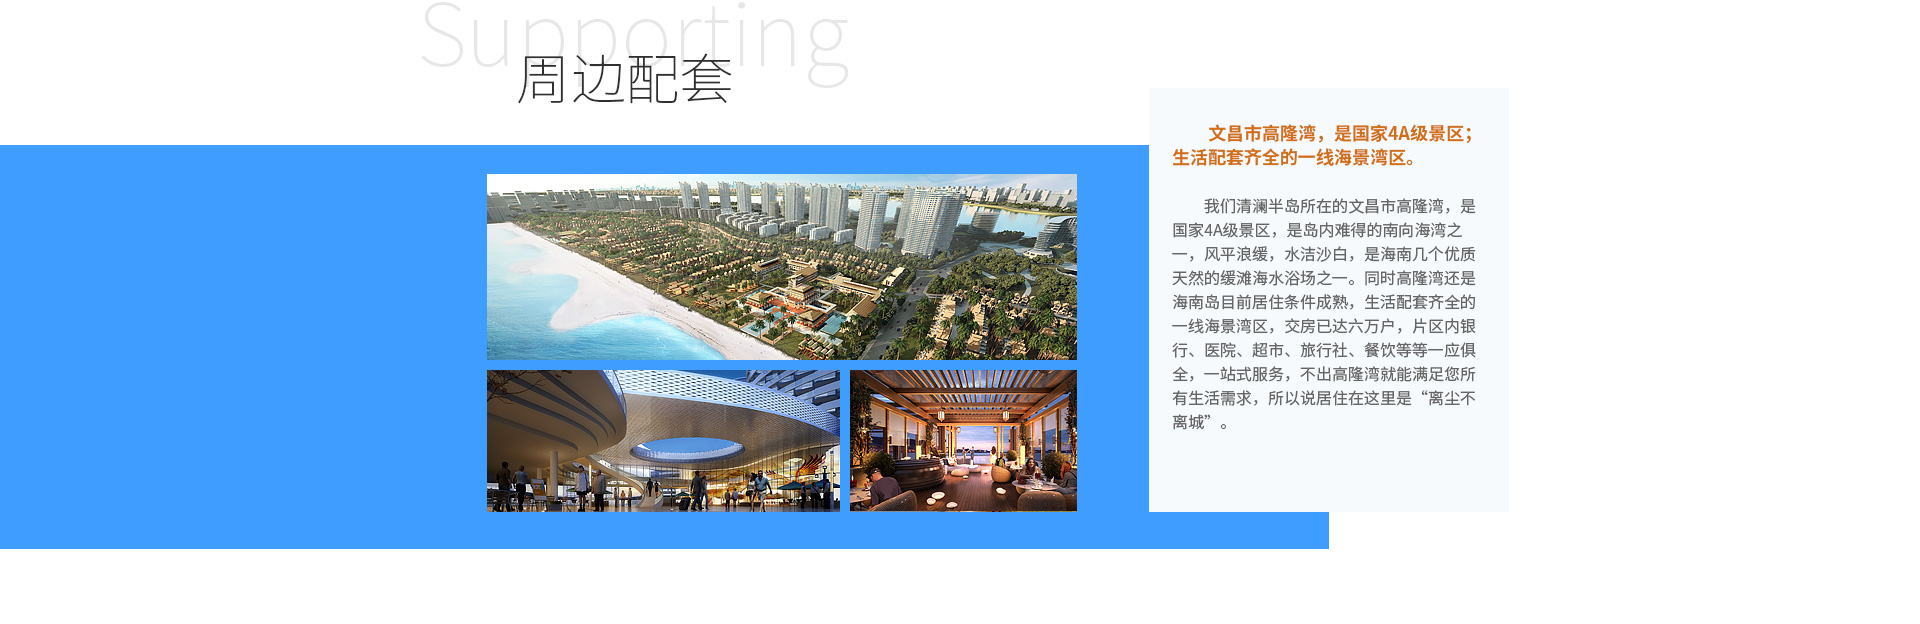 Supporting
周边配套
文昌市高隆湾，是国家4A级景区；
生活配套齐全的一线海景湾区。
我们清澜半岛所在的文昌市高隆湾，是
国家4A级景区，是岛内难得的南向海湾之
一，风平浪缓，水洁沙白，是海南几个优质
天然的缓滩海水浴场之一。同时高隆湾还是
海南岛目前居住条件成熟，生活配套齐全的
一线海景湾区，交房已达六万户，片区内银
行、医院、超市、旅行社、餐饮等等一应俱
全，一站式服务，不出高隆湾就能满足您所
有生活需求，所以说居住在这里是“离尘不
离城”。